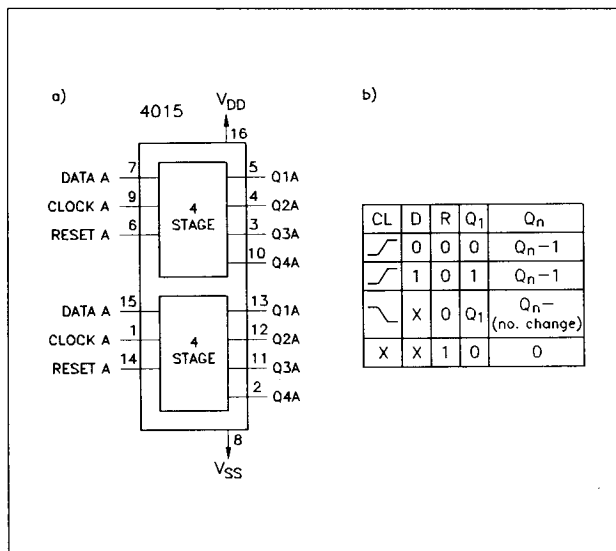 a)
4015
V_DD
16
7
DATA A
9
CLOCK A
6
RESET A
4
STAGE
5 Q1A
4 Q2A
3 Q3A
10 Q4A
15
DATA A
1
CLOCK A
14
RESET A
4
STAGE
13 Q1A
12 Q2A
11 Q3A
2 Q4A
8
V_SS
b)
CL D R Q₁ Qₙ
0 0 0 Qₙ−1
1 0 1 Qₙ−1
X 0 Q₁ Qₙ−
(no. change)
X X 1 0 0